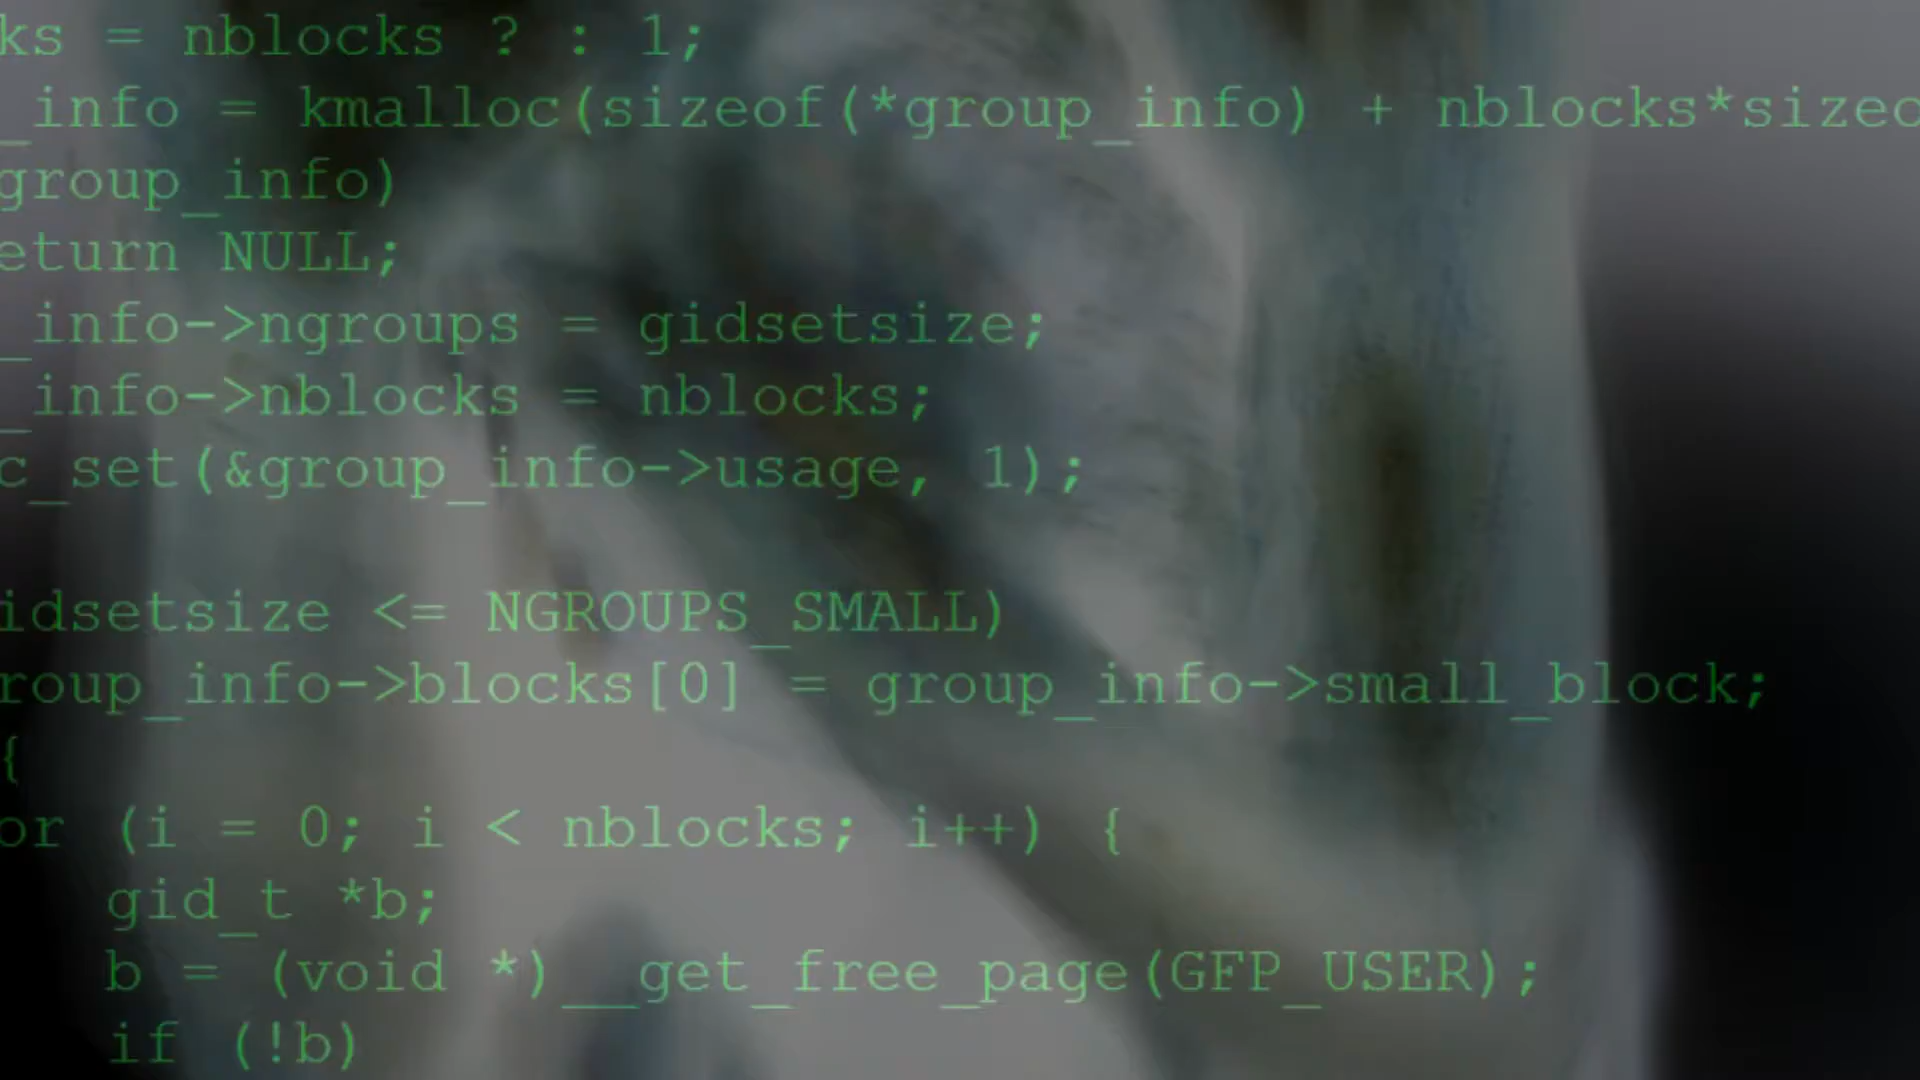 ks = nblocks ? : 1;
_info = kmalloc(sizeof(*group_info) + nblocks*sizeo
group_info)
eturn NULL;
_info->ngroups = gidsetsize;
_info->nblocks = nblocks;
c_set(&group_info->usage, 1);
idsetsize <= NGROUPS_SMALL)
roup_info->blocks[0] = group_info->small_block;
{
or (i = 0; i < nblocks; i++) {
gid_t *b;
b = (void *)__get_free_page(GFP_USER);
if (!b)